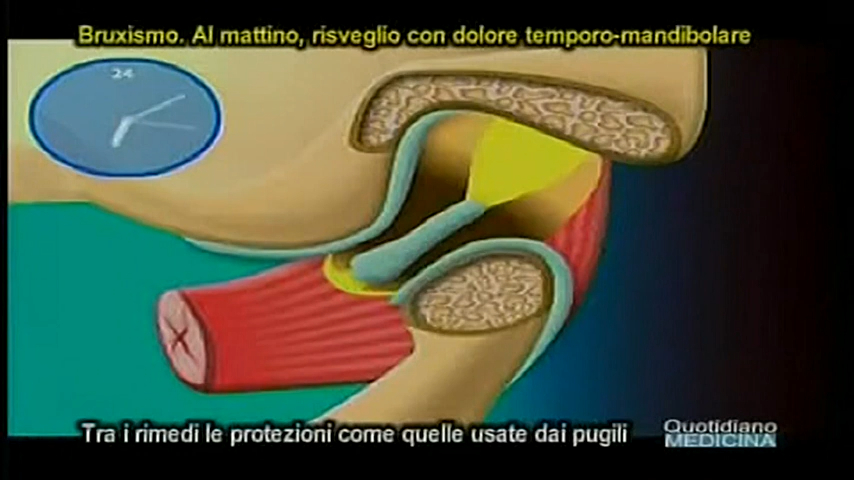 Bruxismo. Al mattino, risveglio con dolore temporo-mandibolare
24
Tra i rimedi le protezioni come quelle usate dai pugili
Quotidiano
MEDICINA